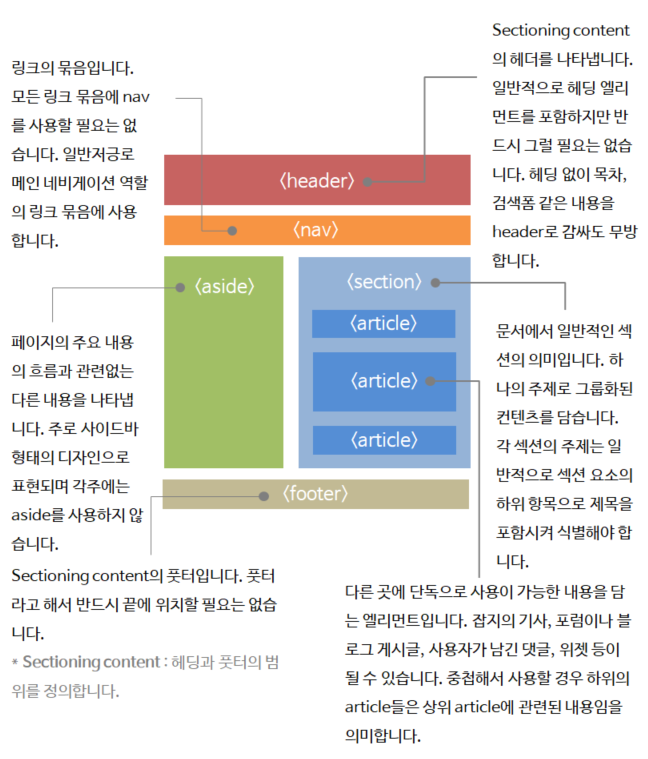 Sectioning content
의 헤더를 나타냅니다.
일반적으로 헤딩 엘리
먼트를 포함하지만 반
드시 그럴 필요는 없습
니다. 헤딩 없이 목차,
검색폼 같은 내용을
header로 감싸도 무방
합니다.
링크의 묶음입니다.
모든 링크 묶음에 nav
를 사용할 필요는 없
습니다. 일반저긍로
메인 네비게이션 역할
의 링크 묶음에 사용
합니다.
<header>
<nav>
<aside>
<section>
<article>
<article>
<article>
<footer>
페이지의 주요 내용
의 흐름과 관련없는
다른 내용을 나타냅
니다. 주로 사이드바
형태의 디자인으로
표현되며 각주에는
aside를 사용하지 않
습니다.
문서에서 일반적인 섹
션의 의미입니다. 하
나의 주제로 그룹화된
컨텐츠를 담습니다.
각 섹션의 주제는 일
반적으로 섹션 요소의
하위 항목으로 제목을
포함시켜 식별해야 합
니다.
Sectioning content의 풋터입니다. 풋터
라고 해서 반드시 끝에 위치할 필요는 없습
니다.
* Sectioning content : 헤딩과 풋터의 범
위를 정의합니다.
다른 곳에 단독으로 사용이 가능한 내용을 담
는 엘리먼트입니다. 잡지의 기사, 포럼이나 블
로그 게시글, 사용자가 남긴 댓글, 위젯 등이
될 수 있습니다. 중첩해서 사용할 경우 하위의
article들은 상위 article에 관련된 내용임을
의미합니다.